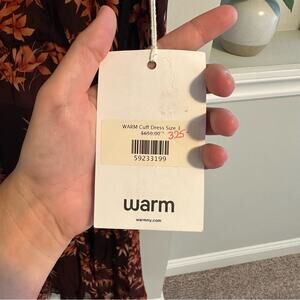 WARM Cuff Dress Size 1
$650.00 325
59233199
warm
warmny.com